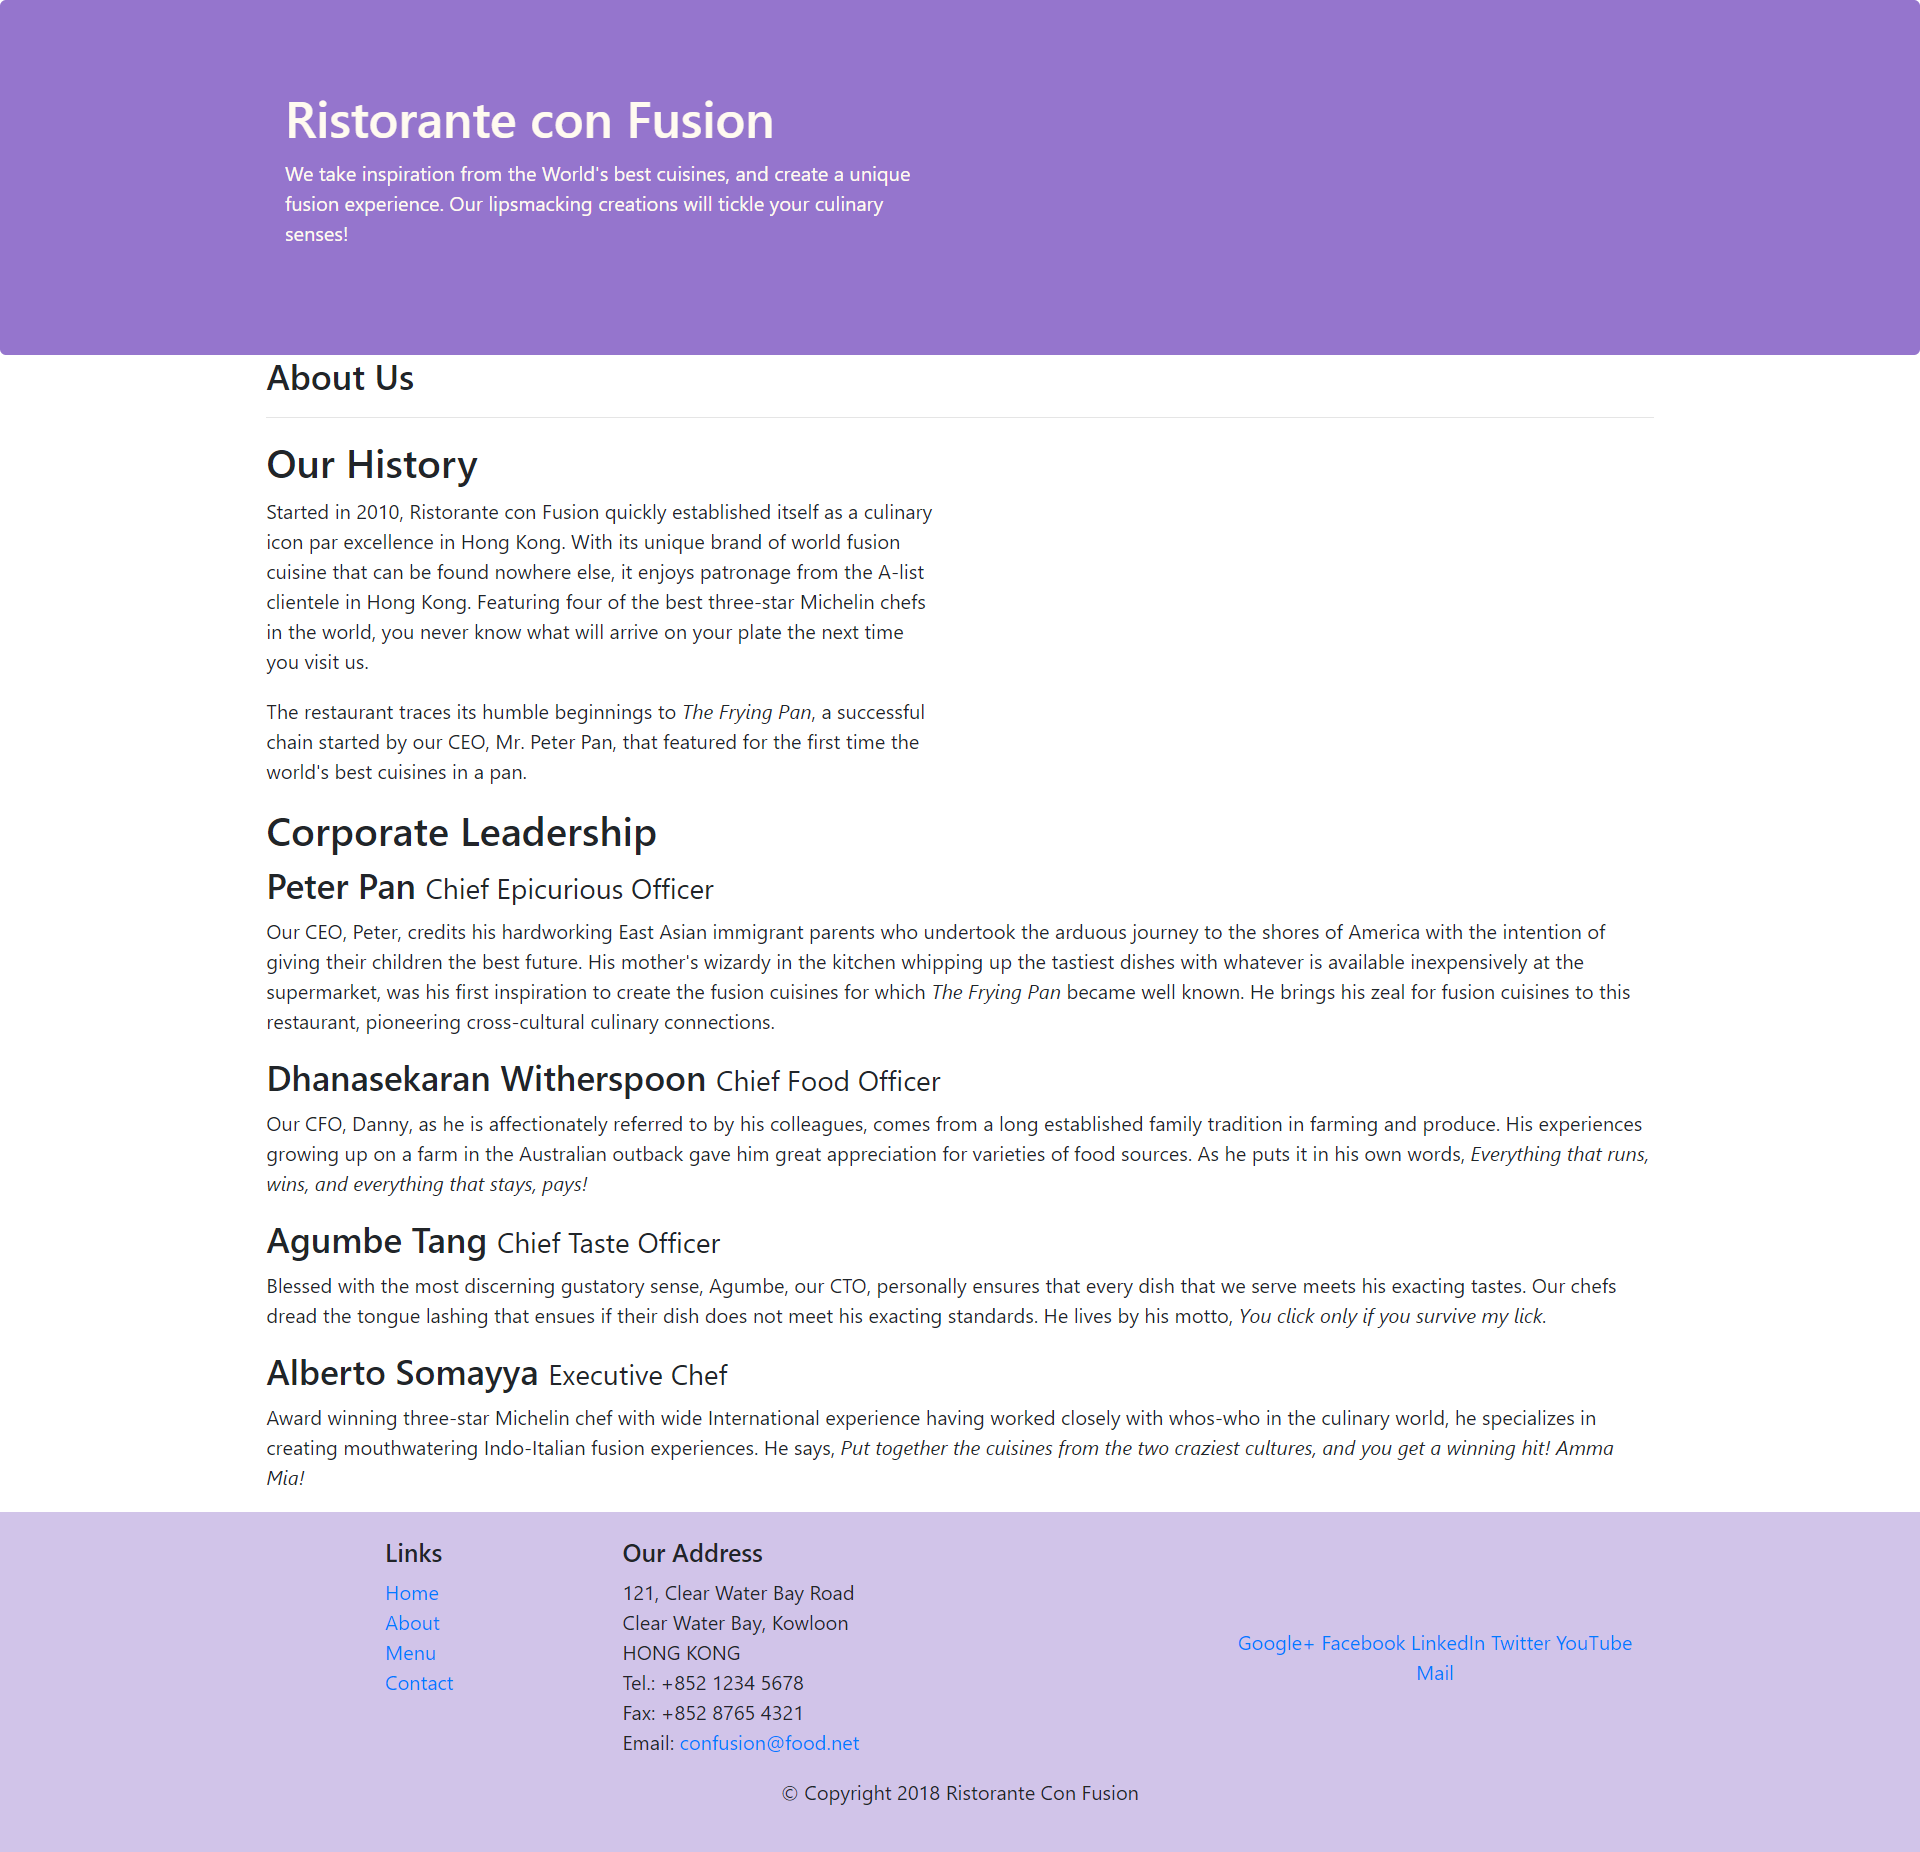 Ristorante con Fusion
We take inspiration from the World's best cuisines, and create a unique
fusion experience. Our lipsmacking creations will tickle your culinary
senses!
About Us
Our History
Started in 2010, Ristorante con Fusion quickly established itself as a culinary
icon par excellence in Hong Kong. With its unique brand of world fusion
cuisine that can be found nowhere else, it enjoys patronage from the A-list
clientele in Hong Kong. Featuring four of the best three-star Michelin chefs
in the world, you never know what will arrive on your plate the next time
you visit us.
The restaurant traces its humble beginnings to The Frying Pan, a successful
chain started by our CEO, Mr. Peter Pan, that featured for the first time the
world's best cuisines in a pan.
Corporate Leadership
Peter Pan Chief Epicurious Officer
Our CEO, Peter, credits his hardworking East Asian immigrant parents who undertook the arduous journey to the shores of America with the intention of
giving their children the best future. His mother's wizardy in the kitchen whipping up the tastiest dishes with whatever is available inexpensively at the
supermarket, was his first inspiration to create the fusion cuisines for which The Frying Pan became well known. He brings his zeal for fusion cuisines to this
restaurant, pioneering cross-cultural culinary connections.
Dhanasekaran Witherspoon Chief Food Officer
Our CFO, Danny, as he is affectionately referred to by his colleagues, comes from a long established family tradition in farming and produce. His experiences
growing up on a farm in the Australian outback gave him great appreciation for varieties of food sources. As he puts it in his own words, Everything that runs,
wins, and everything that stays, pays!
Agumbe Tang Chief Taste Officer
Blessed with the most discerning gustatory sense, Agumbe, our CTO, personally ensures that every dish that we serve meets his exacting tastes. Our chefs
dread the tongue lashing that ensues if their dish does not meet his exacting standards. He lives by his motto, You click only if you survive my lick.
Alberto Somayya Executive Chef
Award winning three-star Michelin chef with wide International experience having worked closely with whos-who in the culinary world, he specializes in
creating mouthwatering Indo-Italian fusion experiences. He says, Put together the cuisines from the two craziest cultures, and you get a winning hit! Amma
Mia!
Links
Home
About
Menu
Contact
Our Address
121, Clear Water Bay Road
Clear Water Bay, Kowloon
HONG KONG
Tel.: +852 1234 5678
Fax: +852 8765 4321
Email: confusion@food.net
Google+ Facebook LinkedIn Twitter YouTube
Mail
© Copyright 2018 Ristorante Con Fusion